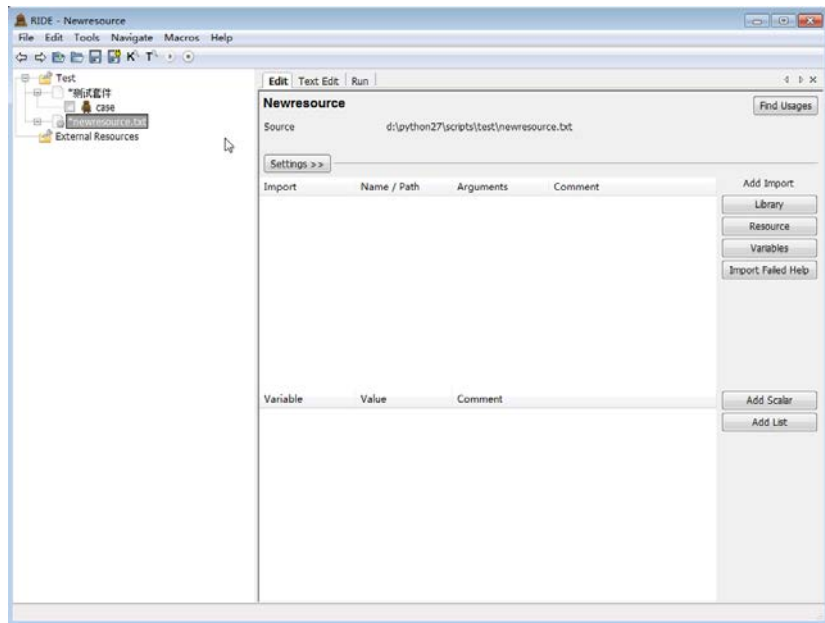 RIDE - Newresource
File Edit Tools Navigate Macros Help
Test
*测试套件
case
*newresource.txt
External Resources
Edit Text Edit Run
Newresource
Find Usages
Source d:\python27\scripts\test\newresource.txt
Settings >>
Import Name / Path Arguments Comment
Add Import
Library
Resource
Variables
Import Failed Help
Variable Value Comment
Add Scalar
Add List